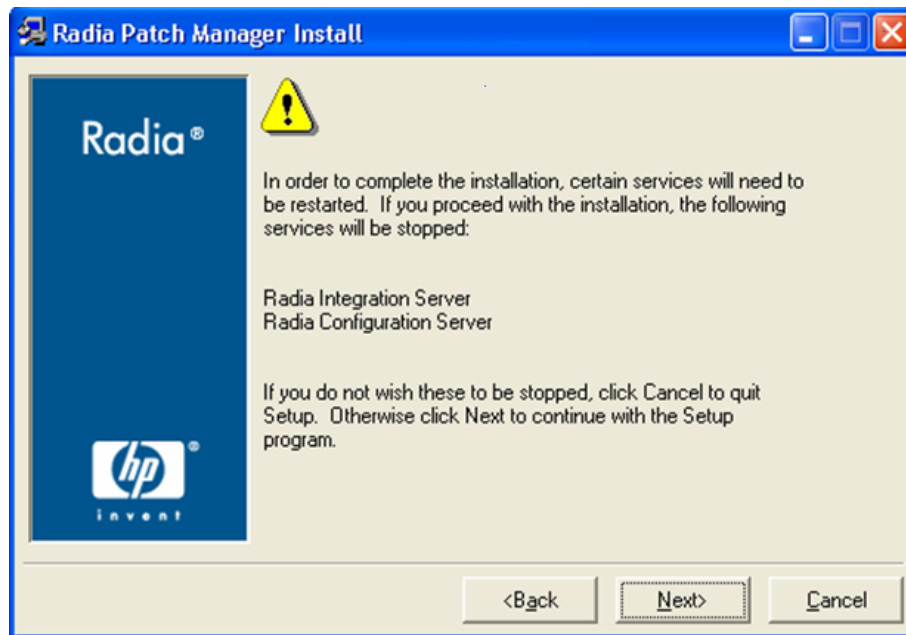 Radia Patch Manager Install
Radia®
In order to complete the installation, certain services will need to
be restarted. If you proceed with the installation, the following
services will be stopped:
Radia Integration Server
Radia Configuration Server
If you do not wish these to be stopped, click Cancel to quit
Setup. Otherwise click Next to continue with the Setup
program.
hp®
invent
<Back
Next>
Cancel